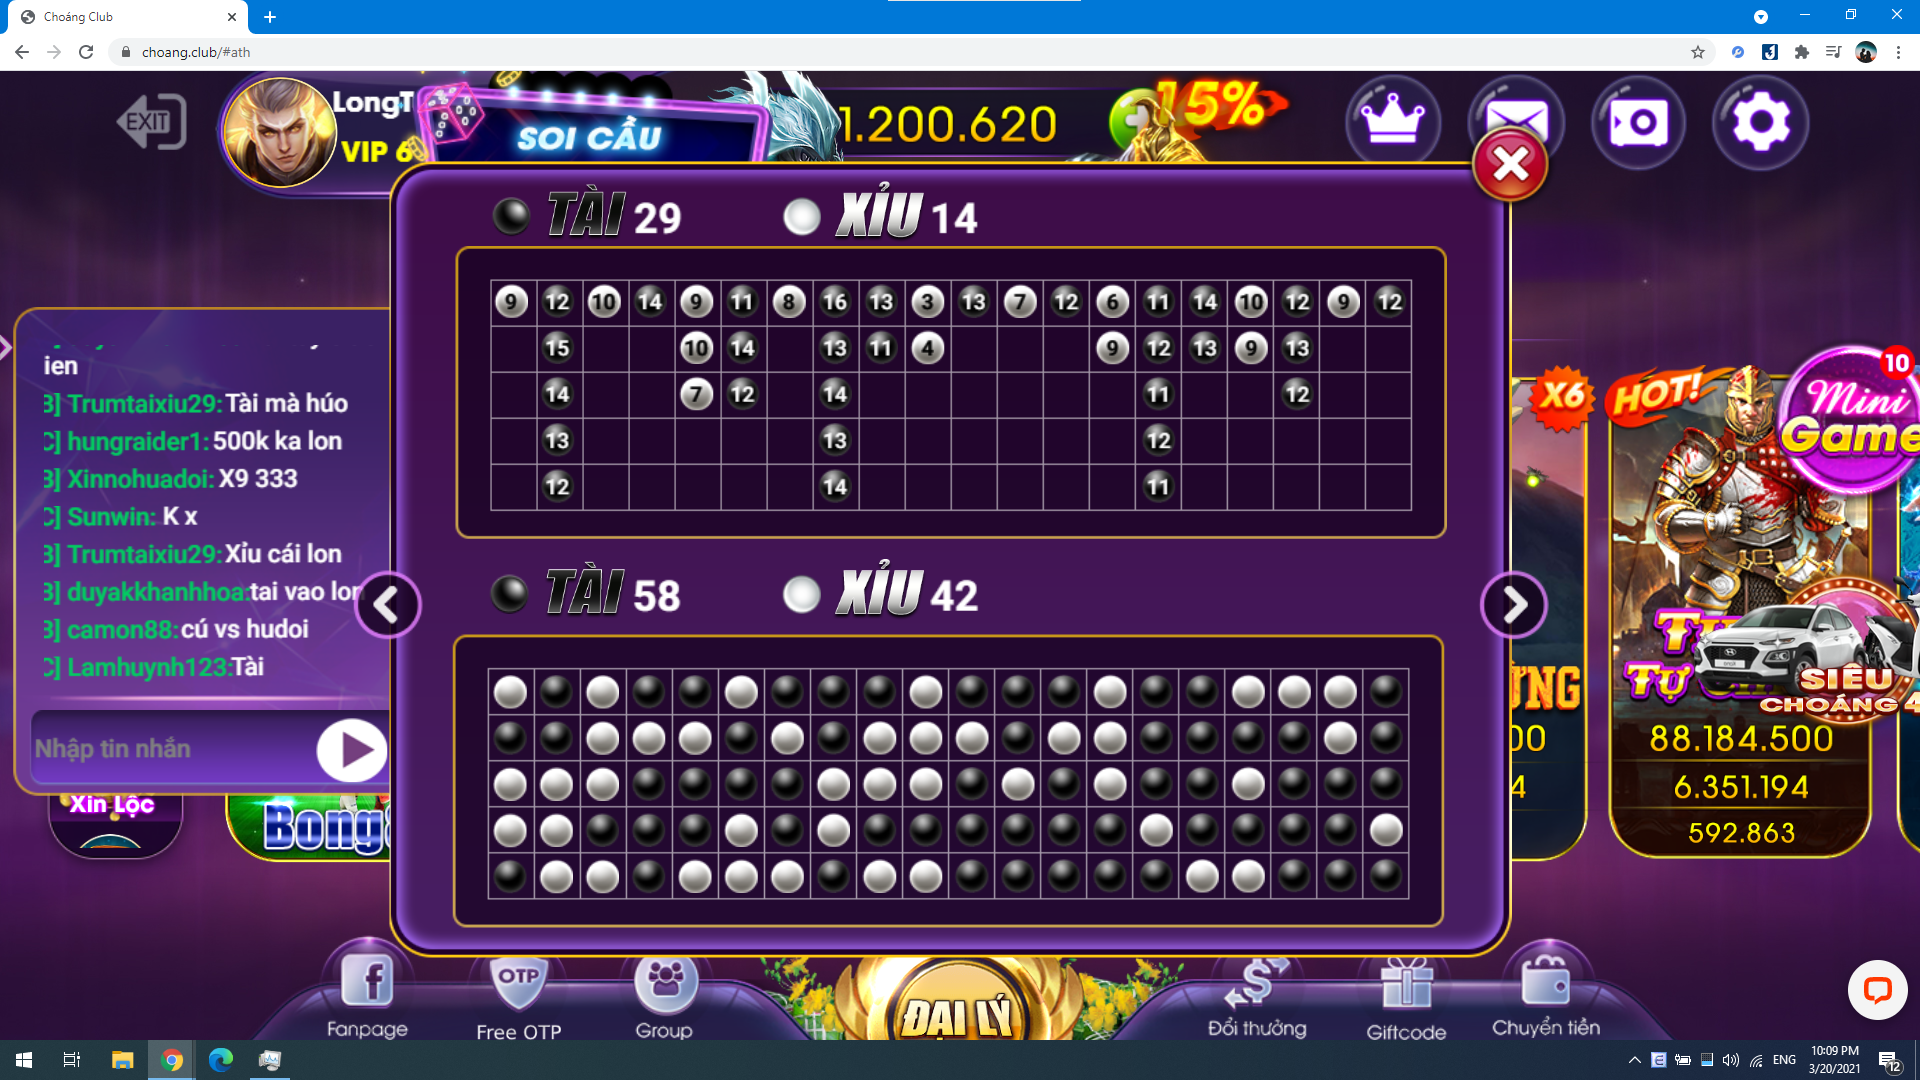 Choáng Club
choang.club/#ath
EXIT
LongT
VIP 6
SOI CẦU
1.200.620
15%
TÀI 29
XỈU 14
9 12 10 14 9 11 8 16 13 3 13 7 12 6 11 14 10 12 9 12
15 10 14 13 11 4 9 12 13 9 13
14 7 12 14 11 12
13 13 12
12 14 11
TÀI 58
XỈU 42
ien
B] Trumtaixiu29: Tài mà húo
C] hungraider1: 500k ka lon
B] Xinnohuadoi: X9 333
C] Sunwin: K x
B] Trumtaixiu29: Xỉu cái lon
B] duyakkhanhhoa: tai vao lon
B] camon88: cú vs hudoi
C] Lamhuynh123: Tài
Nhập tin nhắn
Xin Lộc
Bong
X6
HOT!
10
Mini
Game
SIÊU
CHOÁNG 4
TỰ
88.184.500
6.351.194
592.863
00
4
Fanpage
OTP
Free OTP
Group
ĐẠI LÝ
Đổi thưởng
Giftcode
Chuyển tiền
ENG
10:09 PM
3/20/2021
12